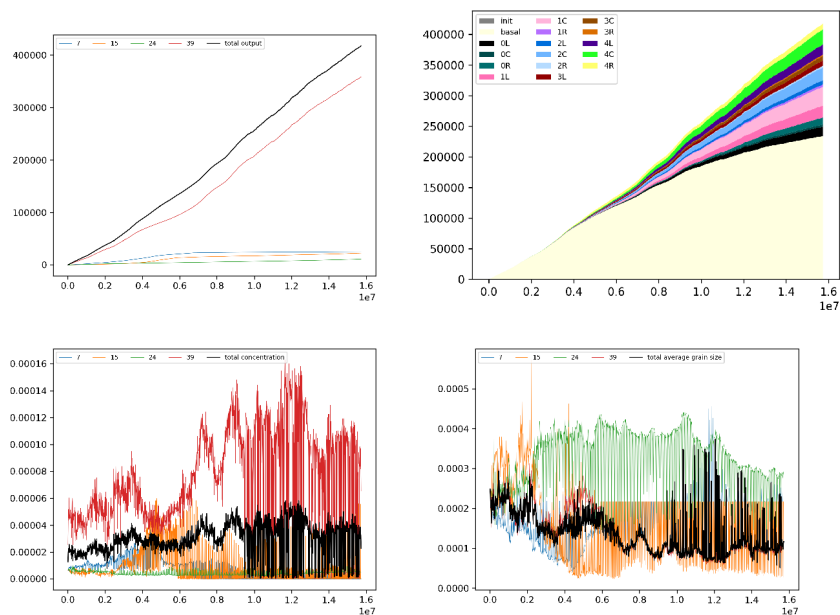 7 15 24 39 total output
400000
300000
200000
100000
0
0.0 0.2 0.4 0.6 0.8 1.0 1.2 1.4 1.6
1e7
init 1C 3C
basal 1R 3R
0L 2L 4L
0C 2C 4C
0R 2R 4R
1L 3L
400000
350000
300000
250000
200000
150000
100000
50000
0
0.0 0.2 0.4 0.6 0.8 1.0 1.2 1.4 1.6
1e7
7 15 24 39 total concentration
0.00016
0.00014
0.00012
0.00010
0.00008
0.00006
0.00004
0.00002
0.00000
0.0 0.2 0.4 0.6 0.8 1.0 1.2 1.4 1.6
1e7
7 15 24 39 total average grain size
0.0005
0.0004
0.0003
0.0002
0.0001
0.0000
0.0 0.2 0.4 0.6 0.8 1.0 1.2 1.4 1.6
1e7